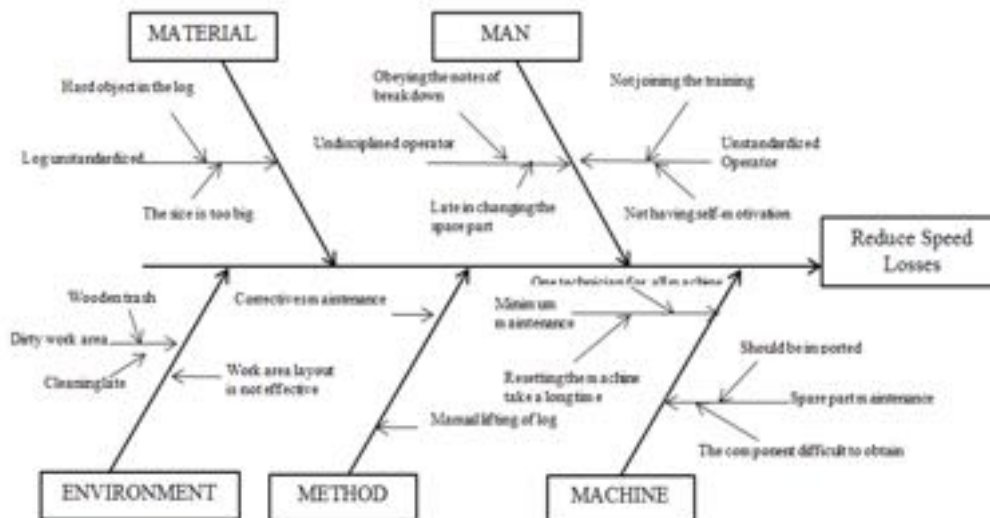 MATERIAL
MAN
Hard object in the log
Log unstandardized
The size is too big
Obeying the notes of
breakdown
Undisciplined operator
Late in changing the
spare part
Not joining the training
Unstandardized
Operator
Not having self-motivation
Reduce Speed
Losses
Wooden trash
Dirty work area
Cleaning late
Work area layout
is not effective
Corrective maintenance
Manual lifting of log
One technician for all machine
Minimum
maintenance
Resetting the machine
take a long time
Should be imported
Spare part maintenance
The component difficult to obtain
ENVIRONMENT
METHOD
MACHINE